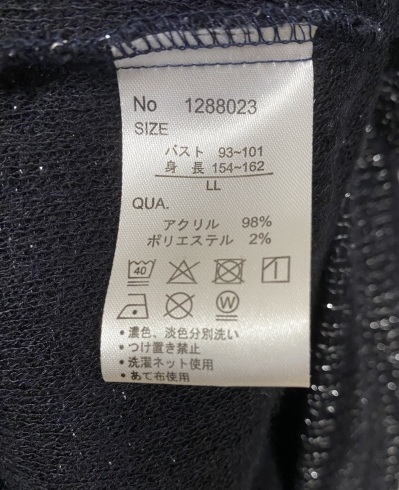 No 1288023
SIZE
バスト 93~101
身 長 154~162
LL
QUA.
アクリル 98%
ポリエステル 2%
40
W
・濃色、淡色分別洗い
・つけ置き禁止
・洗濯ネット使用
・あて布使用